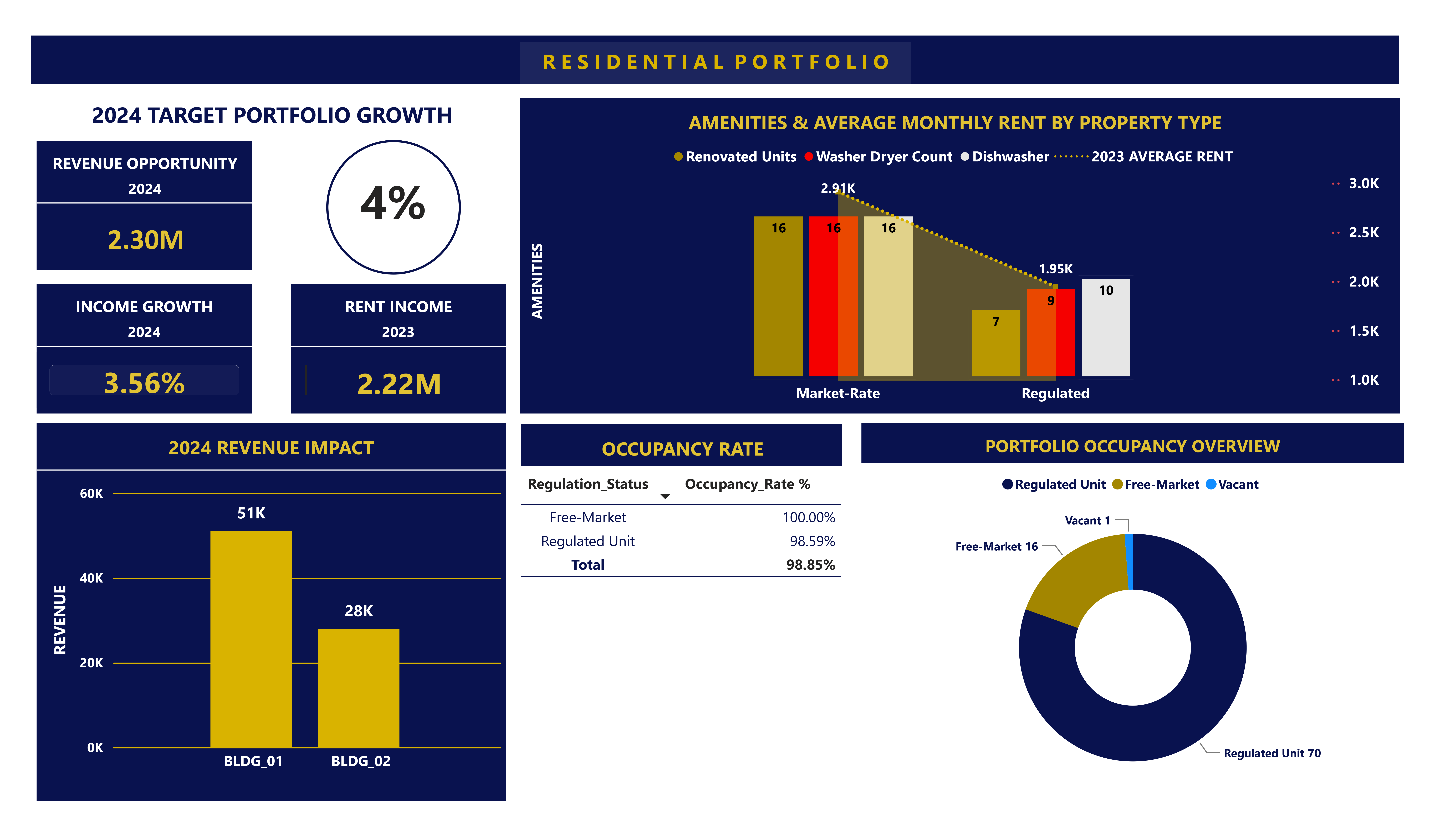 RESIDENTIAL PORTFOLIO
2024 TARGET PORTFOLIO GROWTH
REVENUE OPPORTUNITY
2024
2.30M
4%
INCOME GROWTH
2024
3.56%
RENT INCOME
2023
2.22M
AMENITIES & AVERAGE MONTHLY RENT BY PROPERTY TYPE
Renovated Units Washer Dryer Count Dishwasher 2023 AVERAGE RENT
AMENITIES
2.91K
16 16 16
1.95K
7 9 10
3.0K
2.5K
2.0K
1.5K
1.0K
Market-Rate Regulated
2024 REVENUE IMPACT
REVENUE
60K
40K
20K
0K
51K
28K
BLDG_01 BLDG_02
OCCUPANCY RATE
Regulation_Status Occupancy_Rate %
Free-Market 100.00%
Regulated Unit 98.59%
Total 98.85%
PORTFOLIO OCCUPANCY OVERVIEW
Regulated Unit Free-Market Vacant
Vacant 1
Free-Market 16
Regulated Unit 70